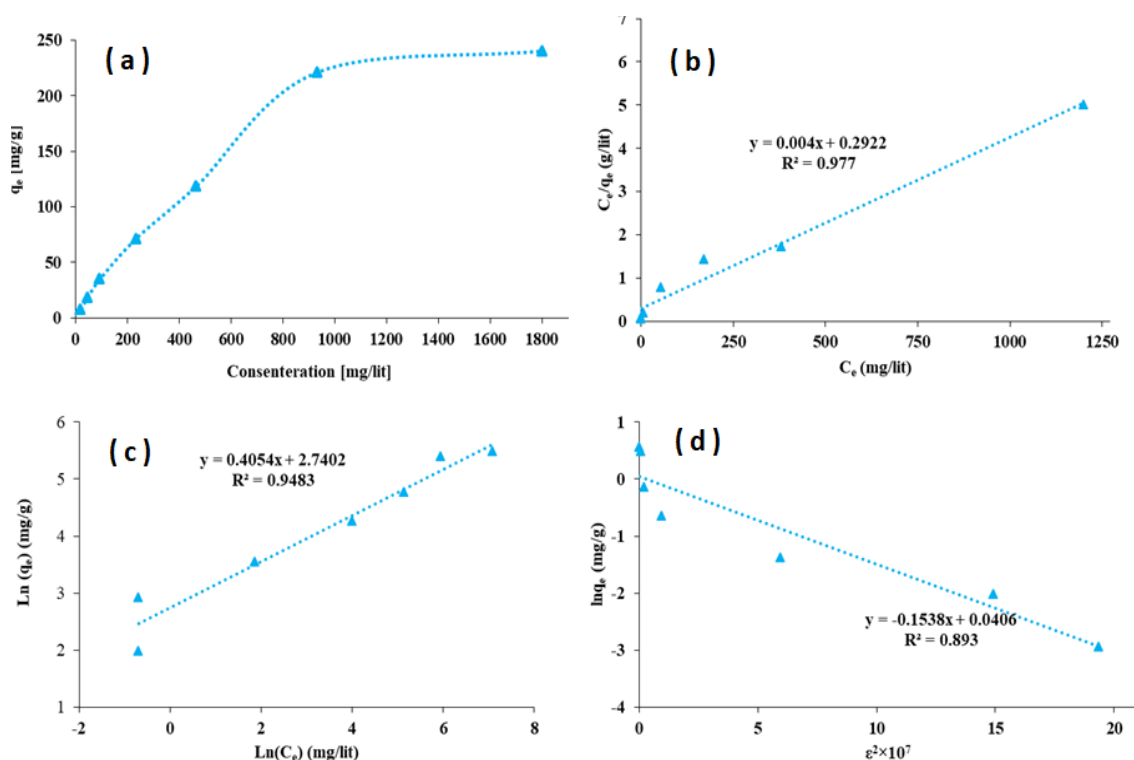 ( a )
250
200
150
100
50
0
qe [mg/g]
0 200 400 600 800 1000 1200 1400 1600 1800
Consenteration [mg/lit]
( b )
7
6
5
4
3
2
1
0
Ce/qe (g/lit)
y = 0.004x + 0.2922
R² = 0.977
0 250 500 750 1000 1250
Ce (mg/lit)
( c )
6
5
4
3
2
1
Ln (qe) (mg/g)
y = 0.4054x + 2.7402
R² = 0.9483
-2 0 2 4 6 8
Ln(Ce) (mg/lit)
( d )
1
0
-1
-2
-3
-4
lnqe (mg/g)
y = -0.1538x + 0.0406
R² = 0.893
0 5 10 15 20
ε²×10⁷